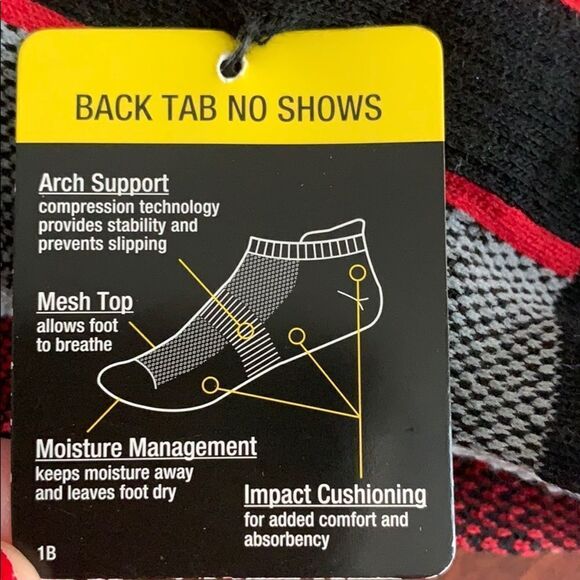 BACK TAB NO SHOWS
Arch Support
compression technology
provides stability and
prevents slipping
Mesh Top
allows foot
to breathe
Moisture Management
keeps moisture away
and leaves foot dry
Impact Cushioning
for added comfort and
absorbency
1B